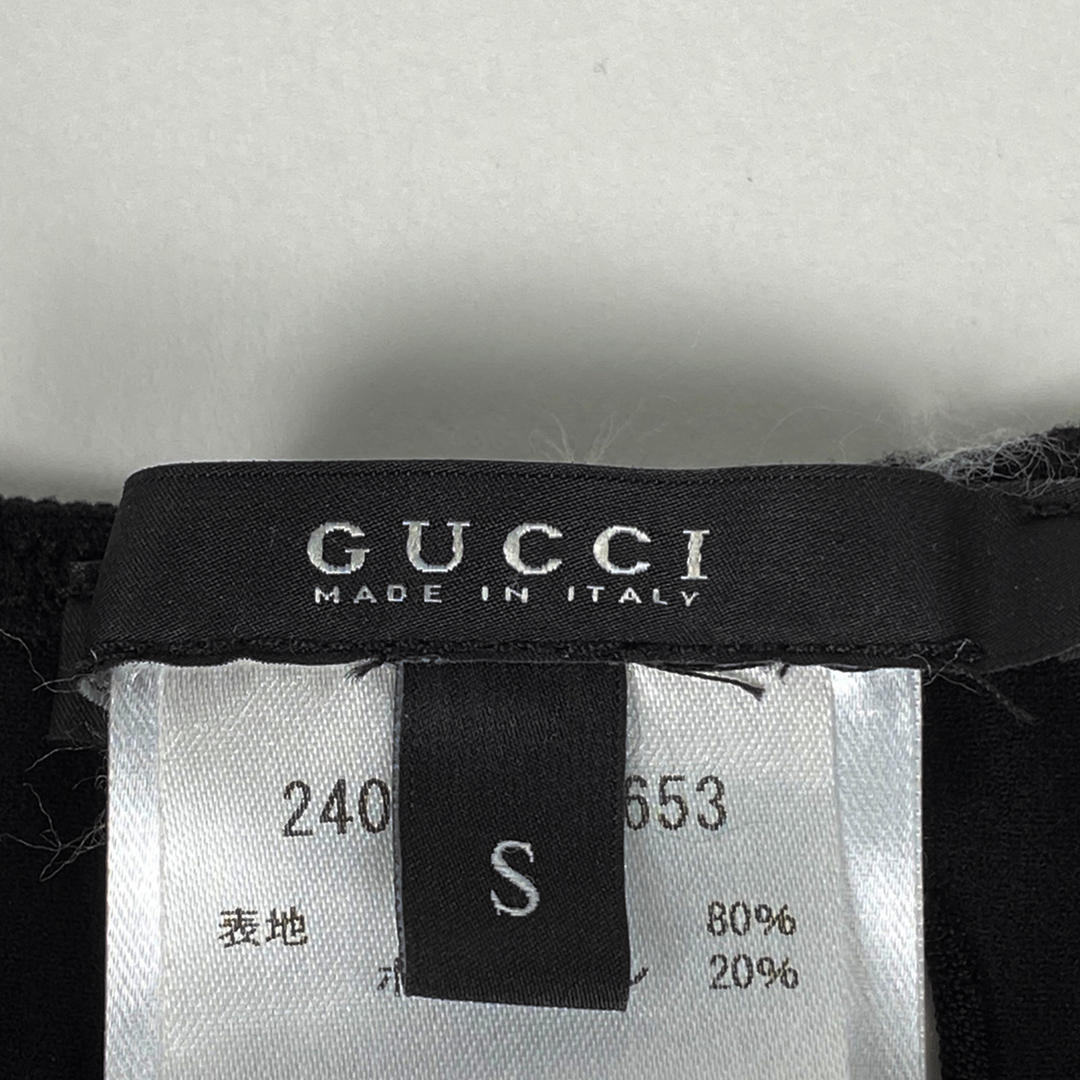 GUCCI
MADE IN ITALY
240 653
S
表地 80%
20%